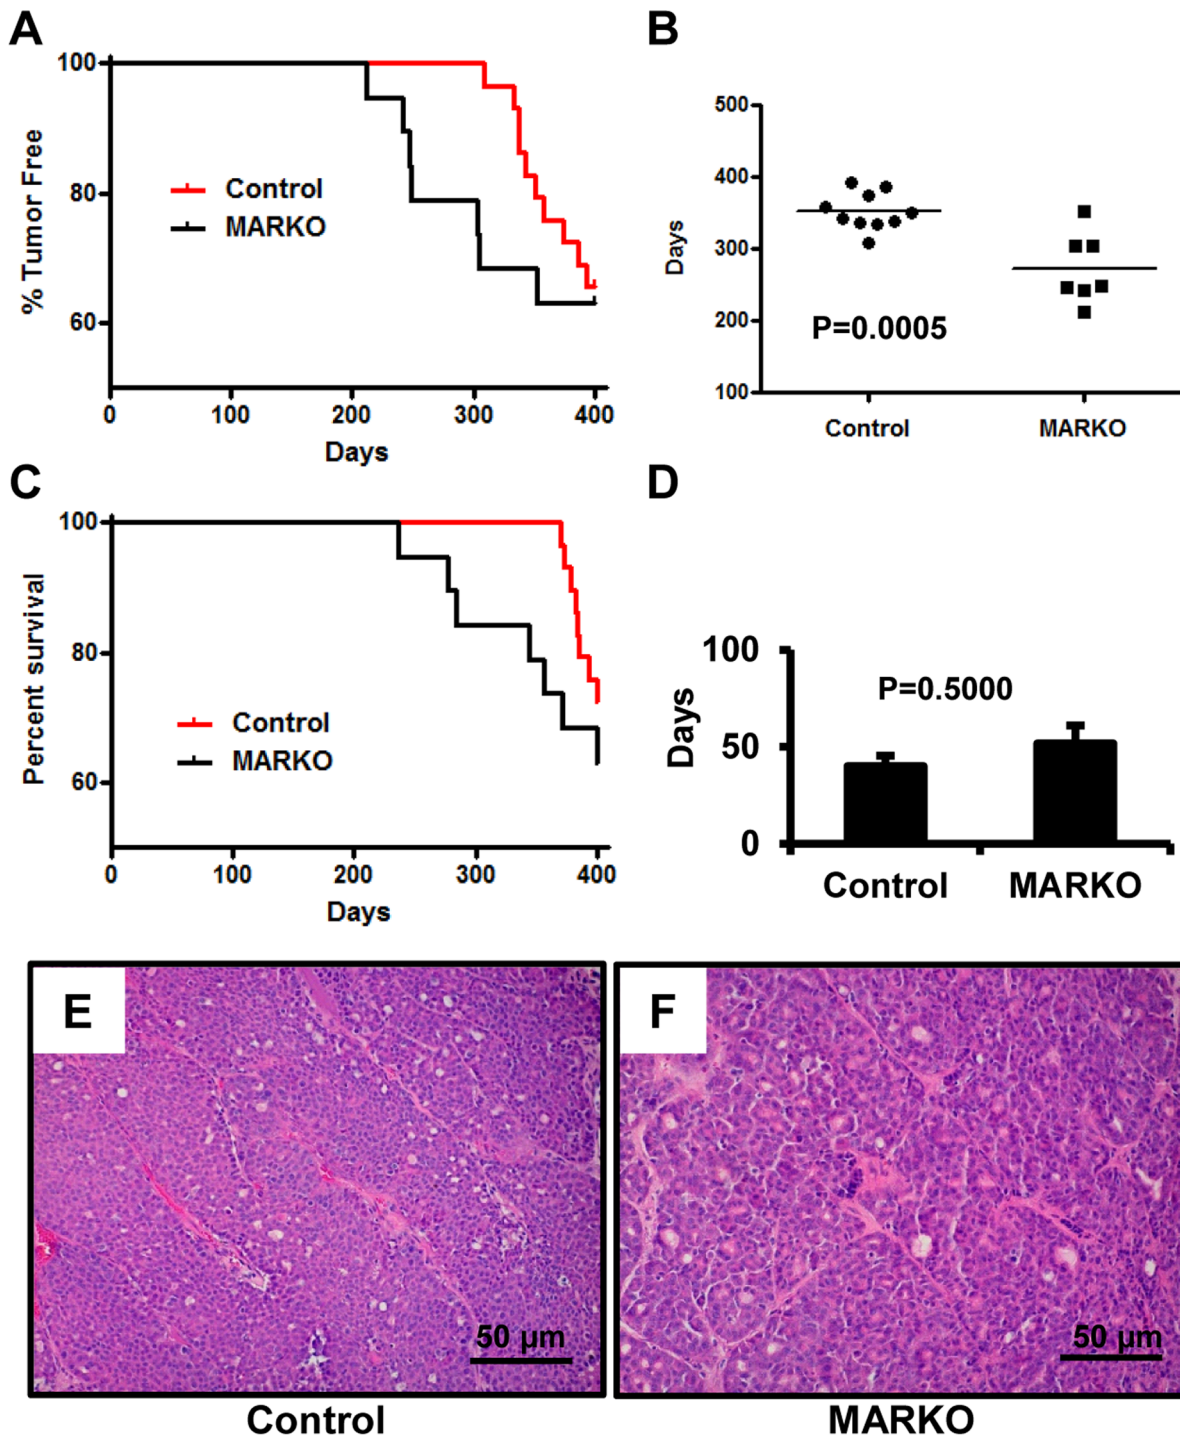 A
100
80
60
% Tumor Free
Control
MARKO
0 100 200 300 400
Days
B
500
400
300
200
100
Days
P=0.0005
Control MARKO
C
100
80
60
Percent survival
Control
MARKO
0 100 200 300 400
Days
D
100
50
0
Days
P=0.5000
Control MARKO
E
50 µm
Control
F
50 µm
MARKO